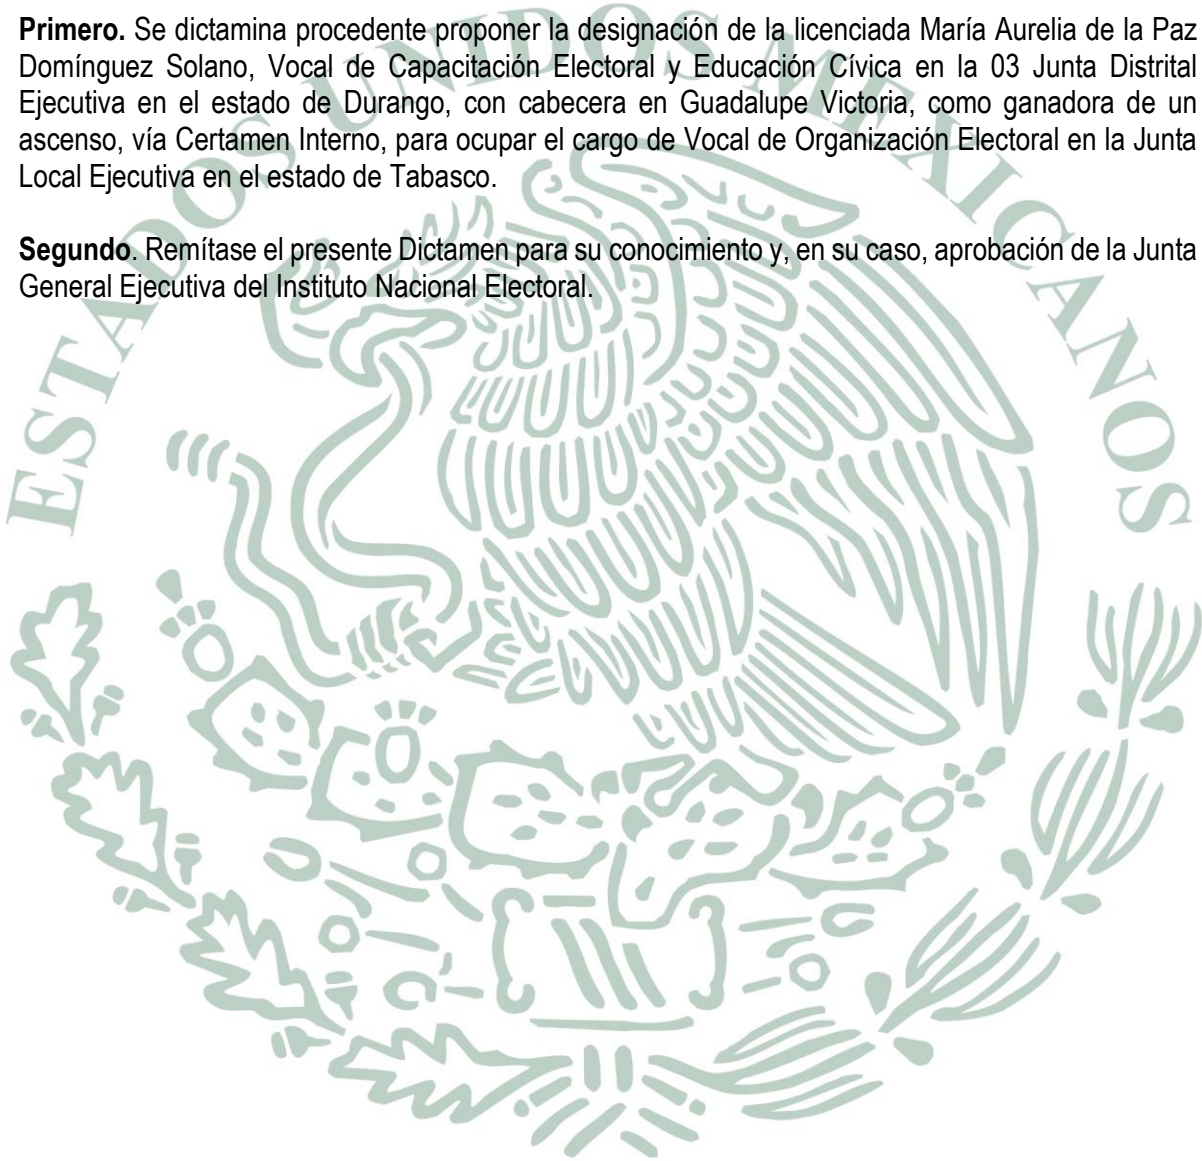 Primero. Se dictamina procedente proponer la designación de la licenciada María Aurelia de la Paz
Domínguez Solano, Vocal de Capacitación Electoral y Educación Cívica en la 03 Junta Distrital
Ejecutiva en el estado de Durango, con cabecera en Guadalupe Victoria, como ganadora de un
ascenso, vía Certamen Interno, para ocupar el cargo de Vocal de Organización Electoral en la Junta
Local Ejecutiva en el estado de Tabasco.
Segundo. Remítase el presente Dictamen para su conocimiento y, en su caso, aprobación de la Junta
General Ejecutiva del Instituto Nacional Electoral.
ESTADOS UNIDOS MEXICANOS